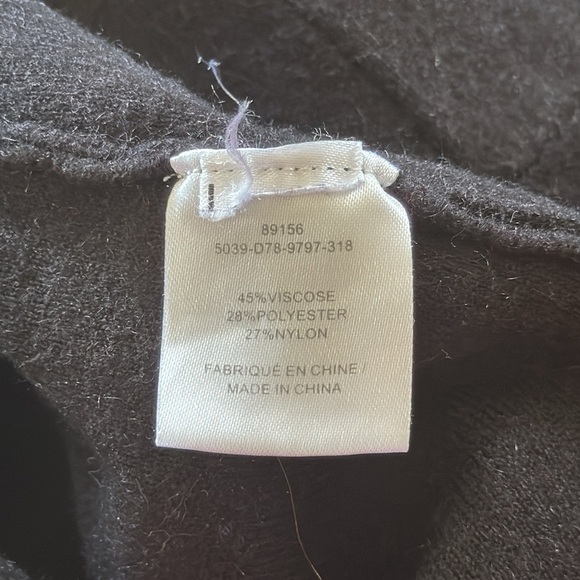 89156
5039-D78-9797-318
45%VISCOSE
28%POLYESTER
27%NYLON
FABRIQUÉ EN CHINE /
MADE IN CHINA